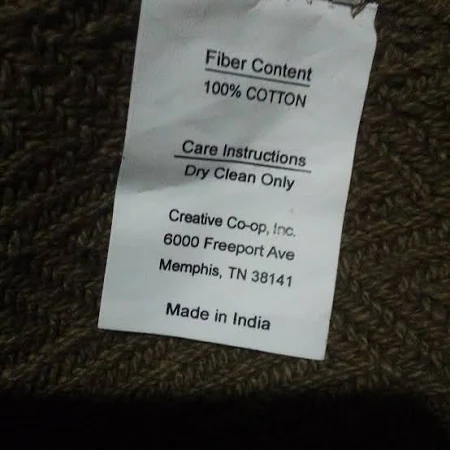 Fiber Content
100% COTTON
Care Instructions
Dry Clean Only
Creative Co-op, Inc.
6000 Freeport Ave
Memphis, TN 38141
Made in India